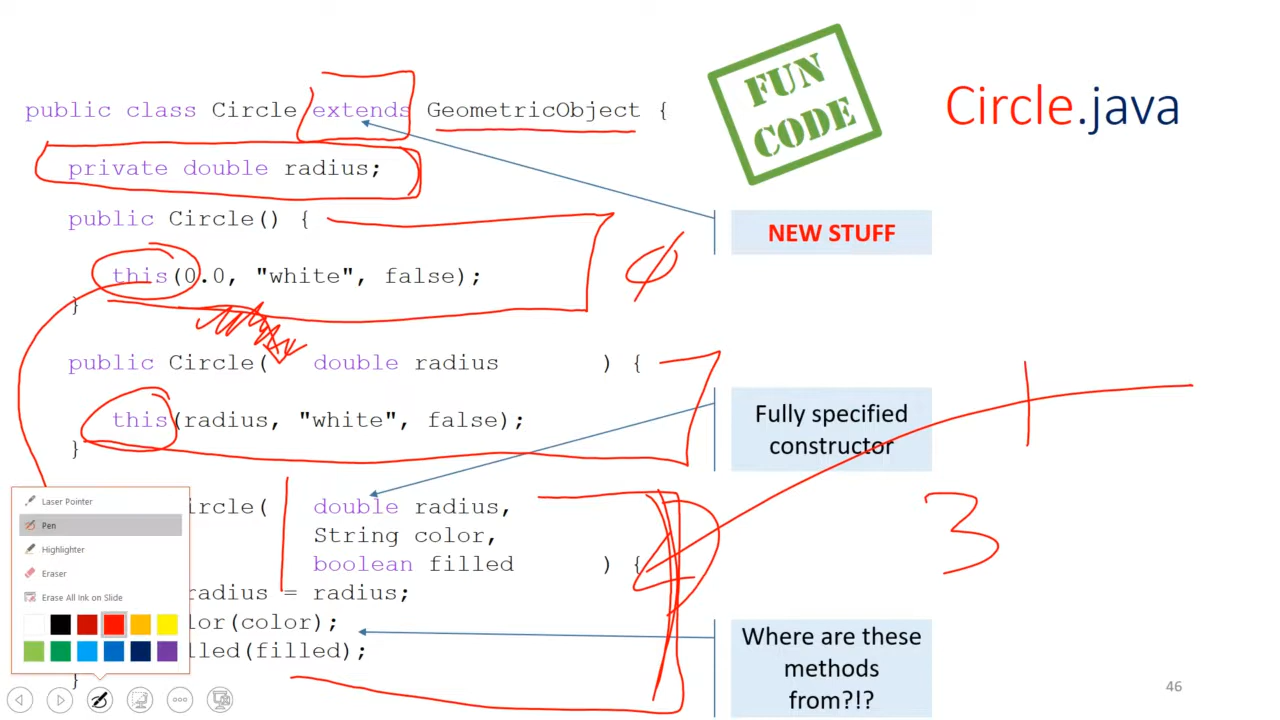 public class Circle extends GeometricObject {
FUN
CODE
Circle.java
private double radius;
public Circle() {
NEW STUFF
this(0.0, "white", false);
}
public Circle( double radius ) {
Fully specified
constructor
this(radius, "white", false);
}
ircle( double radius,
String color,
boolean filled ) {
3
radius = radius;
lor(color);
lled(filled);
}
Where are these
methods
from?!?
Laser Pointer
Pen
Highlighter
Eraser
Erase All Ink on Slide
46